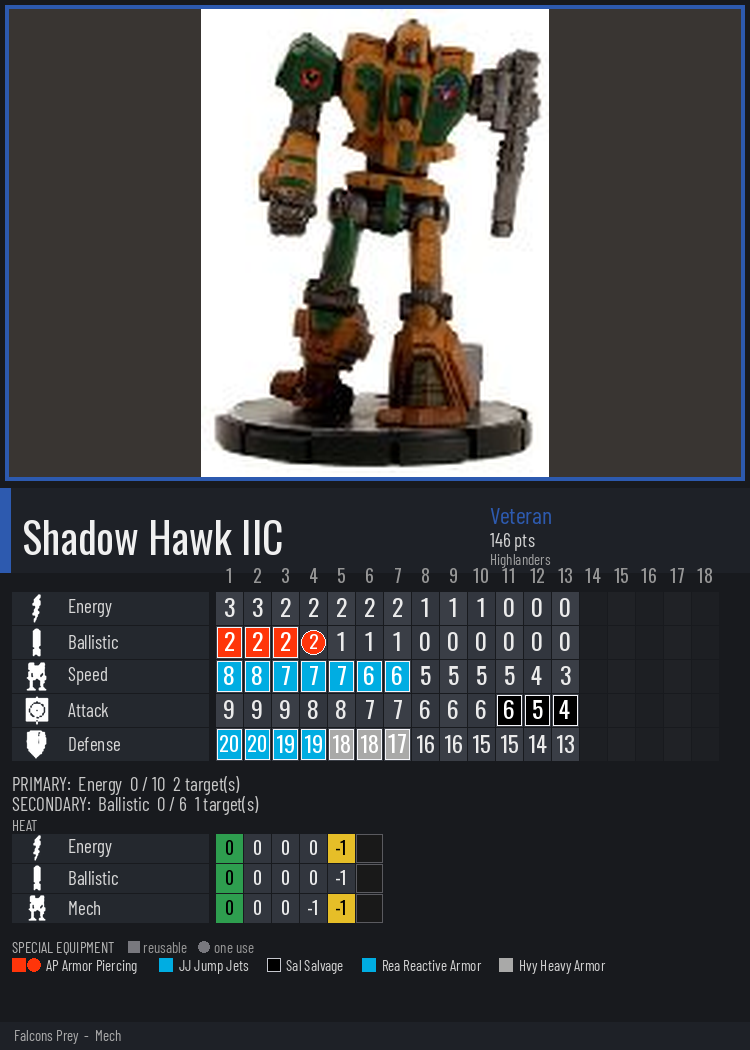 Shadow Hawk IIC
Veteran
146 pts
Highlanders
1 2 3 4 5 6 7 8 9 10 11 12 13 14 15 16 17 18
Energy 3 3 2 2 2 2 2 1 1 1 0 0 0
Ballistic 2 2 2 2 1 1 1 0 0 0 0 0 0
Speed 8 8 7 7 7 6 6 5 5 5 5 4 3
Attack 9 9 9 8 8 7 7 6 6 6 6 5 4
Defense 20 20 19 19 18 18 17 16 16 15 15 14 13
PRIMARY: Energy 0 / 10 2 target(s)
SECONDARY: Ballistic 0 / 6 1 target(s)
HEAT
Energy 0 0 0 0 -1
Ballistic 0 0 0 0 -1
Mech 0 0 0 -1 -1
SPECIAL EQUIPMENT reusable one use
AP Armor Piercing JJ Jump Jets Sal Salvage Rea Reactive Armor Hvy Heavy Armor
Falcons Prey - Mech